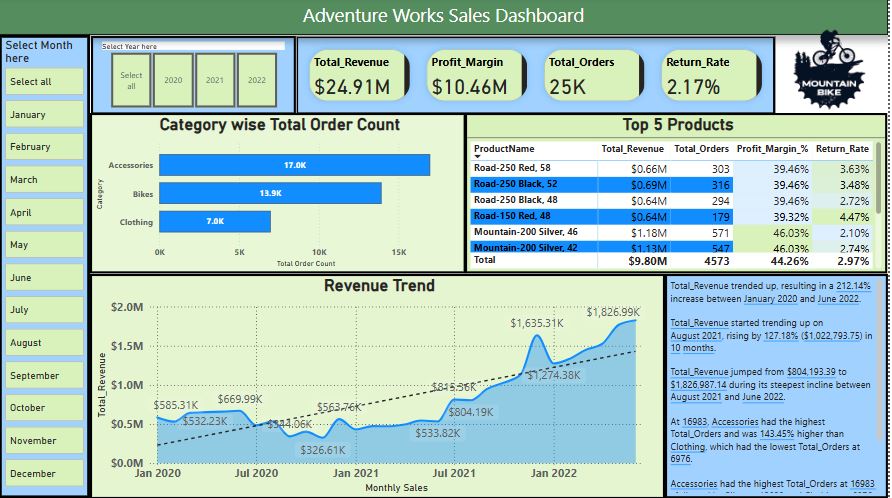 Adventure Works Sales Dashboard
Select Month
here
Select all
January
February
March
April
May
June
July
August
September
October
November
December
Select Year here
Select
all
2020
2021
2022
Total_Revenue
$24.91M
Profit_Margin
$10.46M
Total_Orders
25K
Return_Rate
2.17%
MOUNTAIN
BIKE
Category wise Total Order Count
Category
Accessories 17.0K
Bikes 13.9K
Clothing 7.0K
0K 5K 10K 15K
Total Order Count
Top 5 Products
ProductName Total_Revenue Total_Orders Profit_Margin_% Return_Rate
Road-250 Red, 58 $0.66M 303 39.46% 3.63%
Road-250 Black, 52 $0.69M 316 39.46% 3.48%
Road-250 Black, 48 $0.64M 294 39.46% 2.72%
Road-150 Red, 48 $0.64M 179 39.32% 4.47%
Mountain-200 Silver, 46 $1.18M 571 46.03% 2.10%
Mountain-200 Silver, 42 $1.13M 547 46.03% 2.74%
Total $9.80M 4573 44.26% 2.97%
Revenue Trend
Total_Revenue
$2.0M
$1.5M
$1.0M
$0.5M
$0.0M
$585.31K
$532.23K
$669.99K
$326.61K
$563.76K
$533.82K
$815.36K
$804.19K
$1,635.31K
$1,274.38K
$1,826.99K
Jan 2020 Jul 2020 Jan 2021 Jul 2021 Jan 2022
Monthly Sales
Total_Revenue trended up, resulting in a 212.14%
increase between January 2020 and June 2022.
Total_Revenue started trending up on
August 2021, rising by 127.18% ($1,022,793.75) in
10 months.
Total_Revenue jumped from $804,193.39 to
$1,826,987.14 during its steepest incline between
August 2021 and June 2022.
At 16983, Accessories had the highest
Total_Orders and was 143.45% higher than
Clothing, which had the lowest Total_Orders at
6976.
Accessories had the highest Total_Orders at 16983